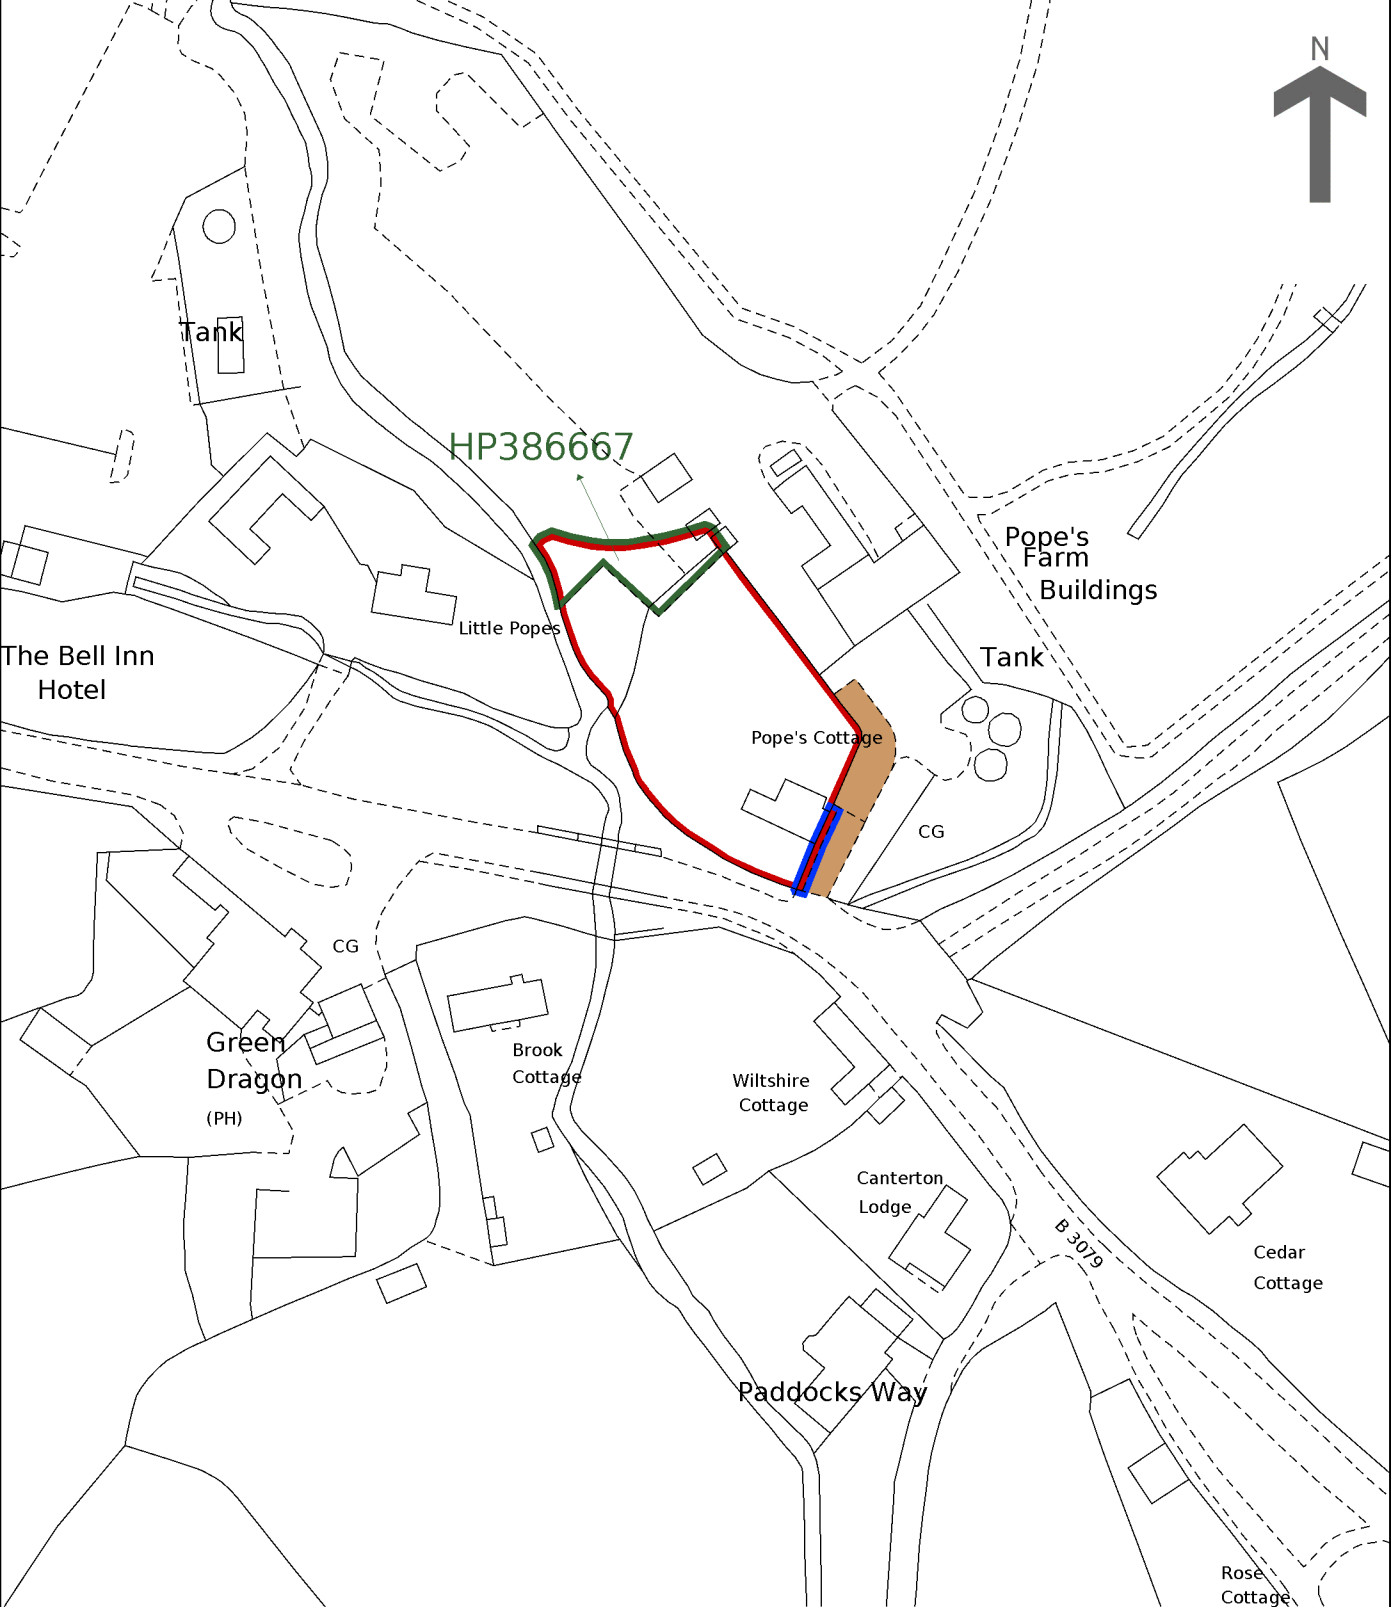 N
Tank
HP386667
Pope's
Farm
Buildings
Little Popes
The Bell Inn
Hotel
Tank
Pope's Cottage
CG
CG
Green
Dragon
(PH)
Brook
Cottage
Wiltshire
Cottage
Canterton
Lodge
B 3079
Cedar
Cottage
Paddocks Way
Rose
Cottage